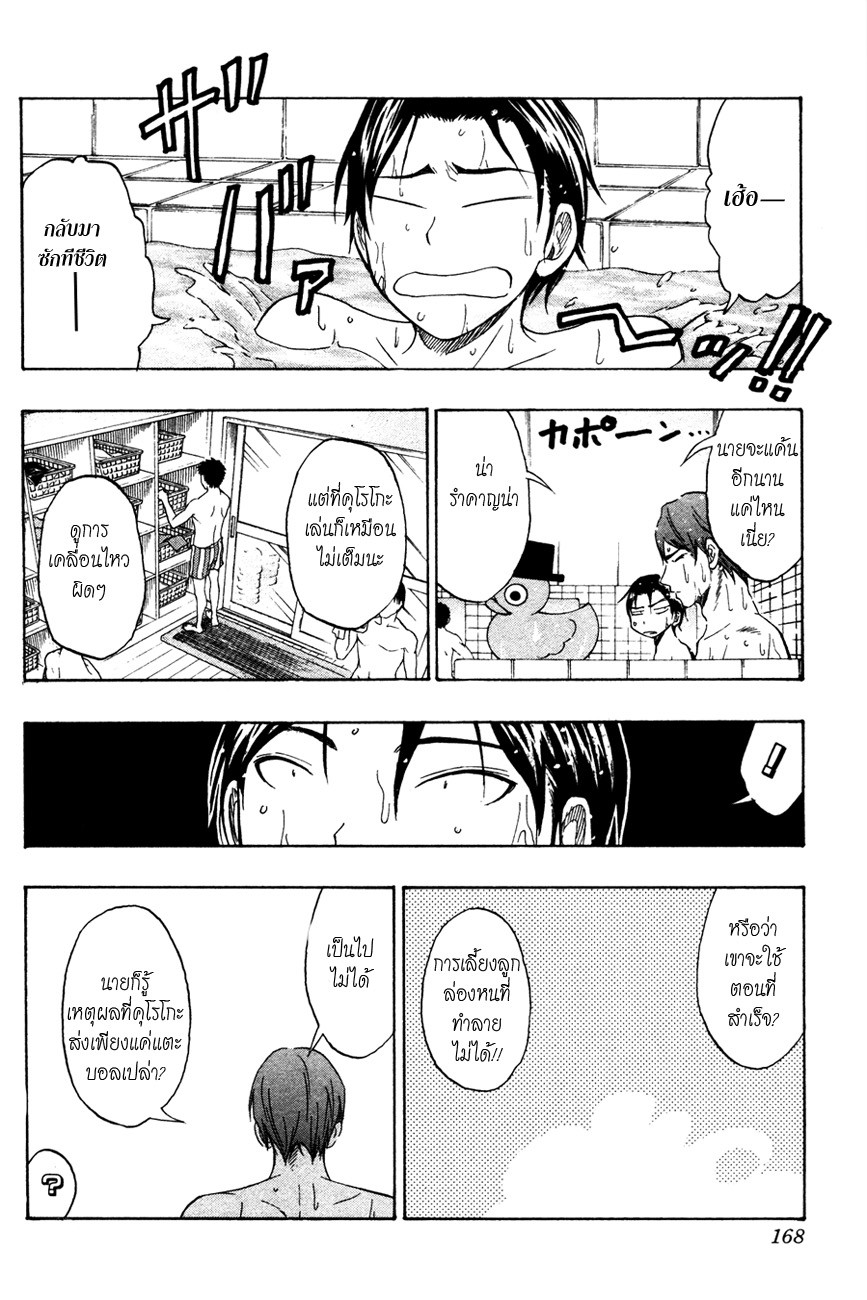 เฮ้อ—
กลับมา
ซักทีชีวิต
—
ザバァーッ!!
นายจะแค้น
อีกนาน
แค่ไหน
เนี่ย?
カポーン…
น่า
รำคาญน่า
แต่ที่คุโรโกะ
เล่นก็เหมือน
ไม่เต็มนะ
ดูการ
เคลื่อนไหว
ผิดๆ
!
หรือว่า
เขาจะใช้
ตอนที่
สำเร็จ?
การเลี้ยงลูก
ล่องหนที่
ทำลาย
ไม่ได้!!
เป็นไป
ไม่ได้
นายก็รู้
เหตุผลที่คุโรโกะ
ส่งเพียงแค่แตะ
บอลเปล่า?
?
168